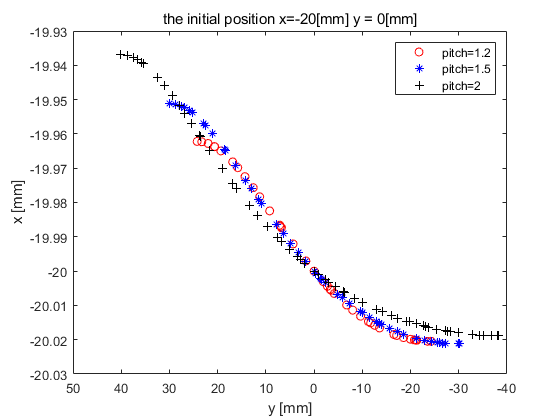 the initial position x=-20[mm] y = 0[mm]
-19.93
-19.94
-19.95
-19.96
-19.97
-19.98
-19.99
-20
-20.01
-20.02
-20.03
x [mm]
pitch=1.2
pitch=1.5
pitch=2
50 40 30 20 10 0 -10 -20 -30 -40
y [mm]